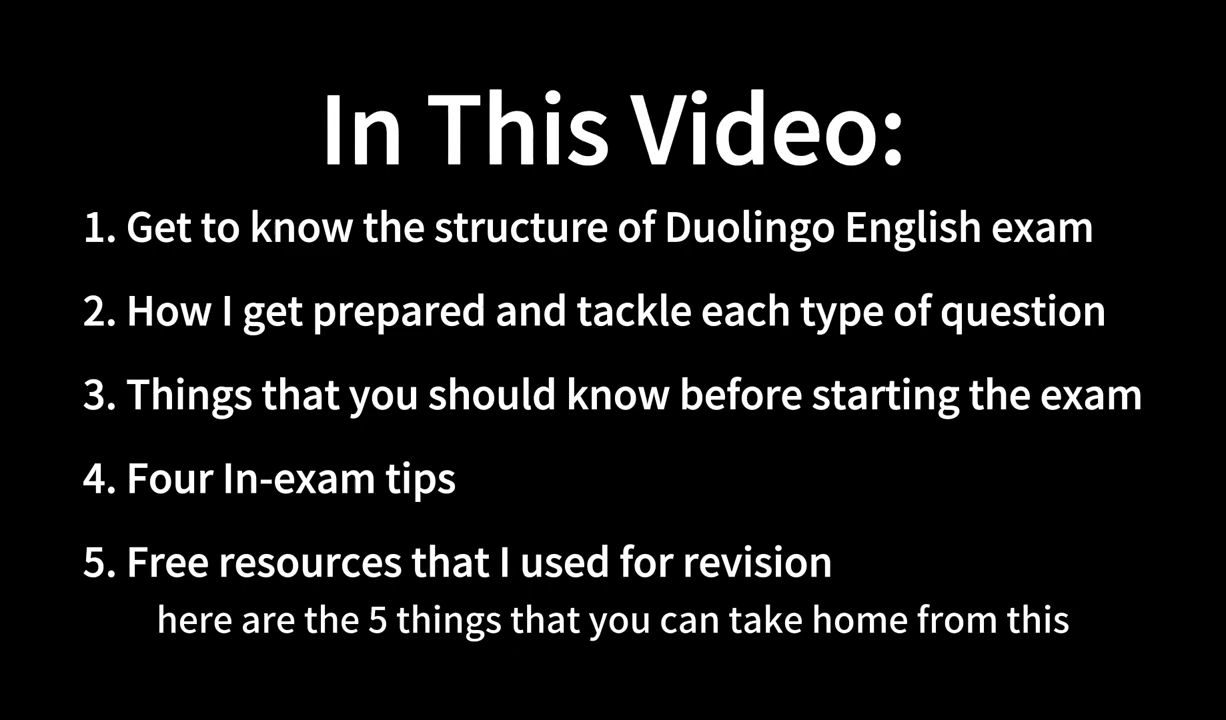 In This Video:
1. Get to know the structure of Duolingo English exam
2. How I get prepared and tackle each type of question
3. Things that you should know before starting the exam
4. Four In-exam tips
5. Free resources that I used for revision
here are the 5 things that you can take home from this